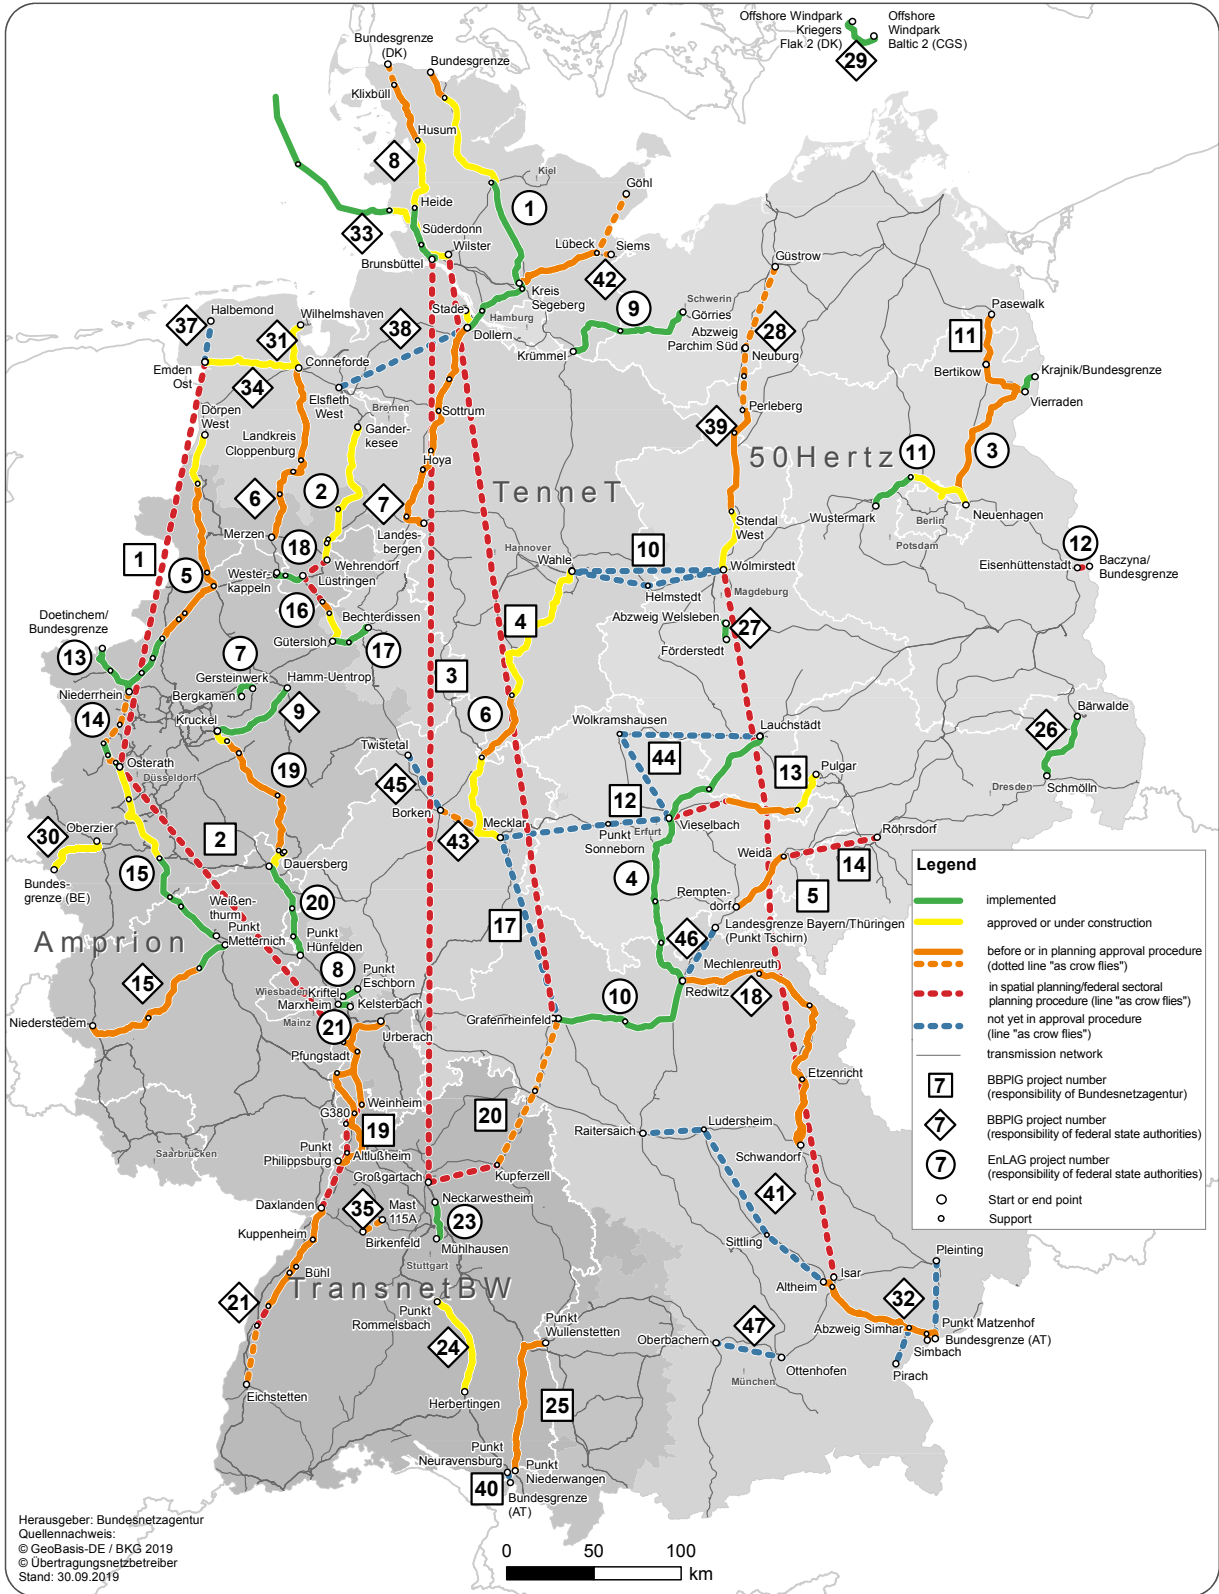 Offshore Windpark
Kriegers
Flak 2 (DK)
Offshore
Windpark
Baltic 2 (CGS)
29
Bundesgrenze
(DK)
Bundesgrenze
Klixbüll
Husum
8
Kiel
Göhl
1
Heide
33
Süderdonn
Wilster
Lübeck
Siems
Brunsbüttel
42
Güstrow
Kreis
Segeberg
Schwerin
Görries
37
Halbemond
Wilhelmshaven
38
Stade
Hamburg
9
Pasewalk
31
Dollern
Krümmel
Abzweig
Parchim Süd
28
Neuburg
11
Conneforde
Emden
Ost
Bertikow
Krajnik/Bundesgrenze
34
Elsfleth
West
Vierraden
Bremen
Dörpen
West
Sottrum
Perleberg
Landkreis
Cloppenburg
Gander-
kesee
39
50Hertz
11
3
Hoya
6
2
7
TenneT
Wustermark
Neuenhagen
Berlin
Stendal
West
Potsdam
Merzen
Landes-
bergen
18
Hannover
Wahle
10
12
1
5
Wehrendorf
Wolmirstedt
Eisenhüttenstadt
Baczyna/
Bundesgrenze
Wester-
kappeln
Lüstringen
Helmstedt
Magdeburg
16
Bechterdissen
4
Abzweig Welsleben
27
Doetinchem/
Bundesgrenze
Gütersloh
17
Förderstedt
13
7
3
Gersteinwerk
Hamm-Uentrop
Bergkamen
Niederrhein
9
6
14
Kruckel
Wolkramshausen
Lauchstädt
26
Bärwalde
Twistetal
44
Osterath
19
13
Pulgar
Düsseldorf
45
Dresden
Schmölln
12
Borken
Mecklar
Erfurt
Vieselbach
30
Oberzier
2
43
Punkt
Sonneborn
Röhrsdorf
Weida
14
Dauersberg
15
4
Bundes-
grenze (BE)
Rempten-
dorf
5
20
Weißen-
thurm
17
Landesgrenze Bayern/Thüringen
(Punkt Tschirn)
Amprion
Punkt
Metternich
Punkt
Hünfelden
46
Mechlenreuth
8
Punkt
Eschborn
15
Redwitz
18
Wiesbaden
Kriftel
Marxheim
Kelsterbach
10
Niederstedem
Mainz
21
Grafenrheinfeld
Urberach
Pfungstadt
Etzenricht
Weinheim
20
G380
19
Raitersaich
Ludersheim
Saarbrücken
Punkt
Philippsburg
Altlußheim
Schwandorf
Kupferzell
Großgartach
41
Daxlanden
35
Mast
115A
Neckarwestheim
23
Kuppenheim
Birkenfeld
Mühlhausen
Sittling
Pleinting
Stuttgart
Bühl
Isar
TransnetBW
Altheim
32
21
Punkt
Rommelsbach
47
Punkt
Wullenstetten
Abzweig Simhar
Punkt Matzenhof
Oberbachern
Bundesgrenze (AT)
24
Simbach
Ottenhofen
Pirach
München
Eichstetten
Herbertingen
25
Punkt
Neuravensburg
Punkt
Niederwangen
40
Bundesgrenze
(AT)
Legend
implemented
approved or under construction
before or in planning approval procedure
(dotted line "as crow flies")
in spatial planning/federal sectoral
planning procedure (line "as crow flies")
not yet in approval procedure
(line "as crow flies")
transmission network
7
BBPlG project number
(responsibility of Bundesnetzagentur)
7
BBPlG project number
(responsibility of federal state authorities)
7
EnLAG project number
(responsibility of federal state authorities)
Start or end point
Support
Herausgeber: Bundesnetzagentur
Quellennachweis:
© GeoBasis-DE / BKG 2019
© Übertragungsnetzbetreiber
Stand: 30.09.2019
0 50 100
km